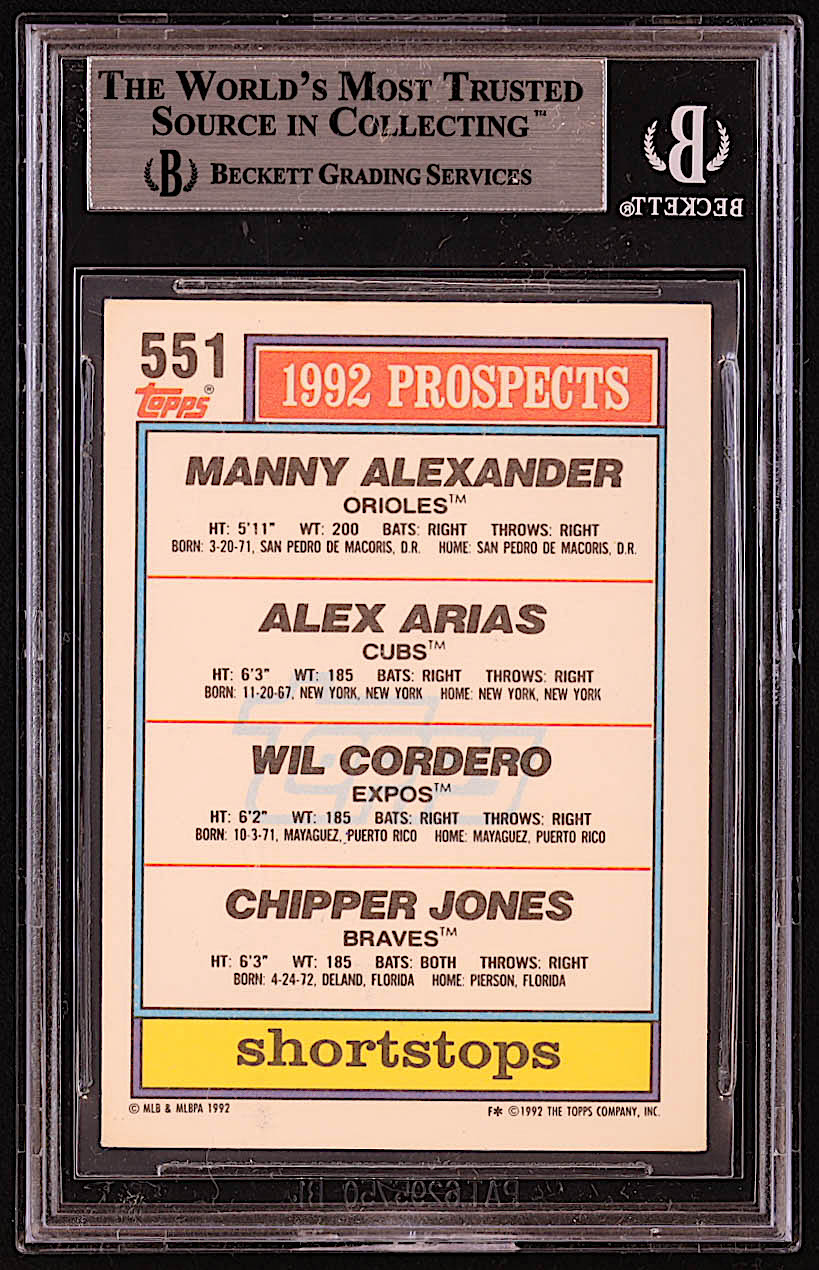 THE WORLD'S MOST TRUSTED
SOURCE IN COLLECTING™
B BECKETT GRADING SERVICES
B
BECKETT®
551
TOPPS®
1992 PROSPECTS
MANNY ALEXANDER
ORIOLES™
HT: 5'11" WT: 200 BATS: RIGHT THROWS: RIGHT
BORN: 3-20-71, SAN PEDRO DE MACORIS, D.R. HOME: SAN PEDRO DE MACORIS, D.R.
ALEX ARIAS
CUBS™
HT: 6'3" WT: 185 BATS: RIGHT THROWS: RIGHT
BORN: 11-20-67, NEW YORK, NEW YORK HOME: NEW YORK, NEW YORK
WIL CORDERO
EXPOS™
HT: 6'2" WT: 185 BATS: RIGHT THROWS: RIGHT
BORN: 10-3-71, MAYAGUEZ, PUERTO RICO HOME: MAYAGUEZ, PUERTO RICO
CHIPPER JONES
BRAVES™
HT: 6'3" WT: 185 BATS: BOTH THROWS: RIGHT
BORN: 4-24-72, DELAND, FLORIDA HOME: PIERSON, FLORIDA
shortstops
© MLB & MLBPA 1992 F* © 1992 THE TOPPS COMPANY, INC.